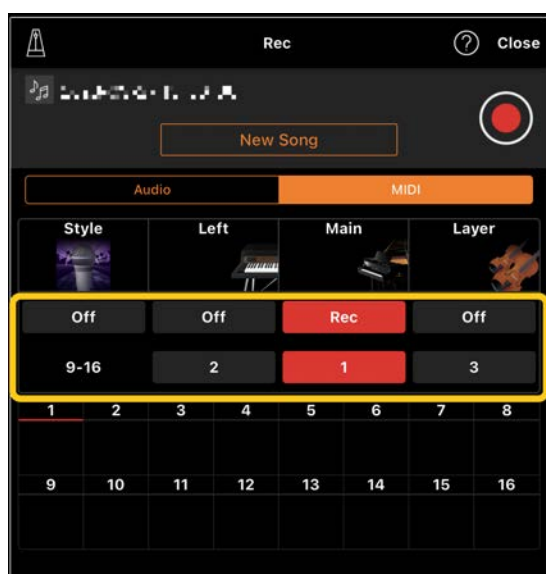 Rec ? Close
New Song
Audio MIDI
Style Left Main Layer
Off Off Rec Off
9-16 2 1 3
1 2 3 4 5 6 7 8
9 10 11 12 13 14 15 16